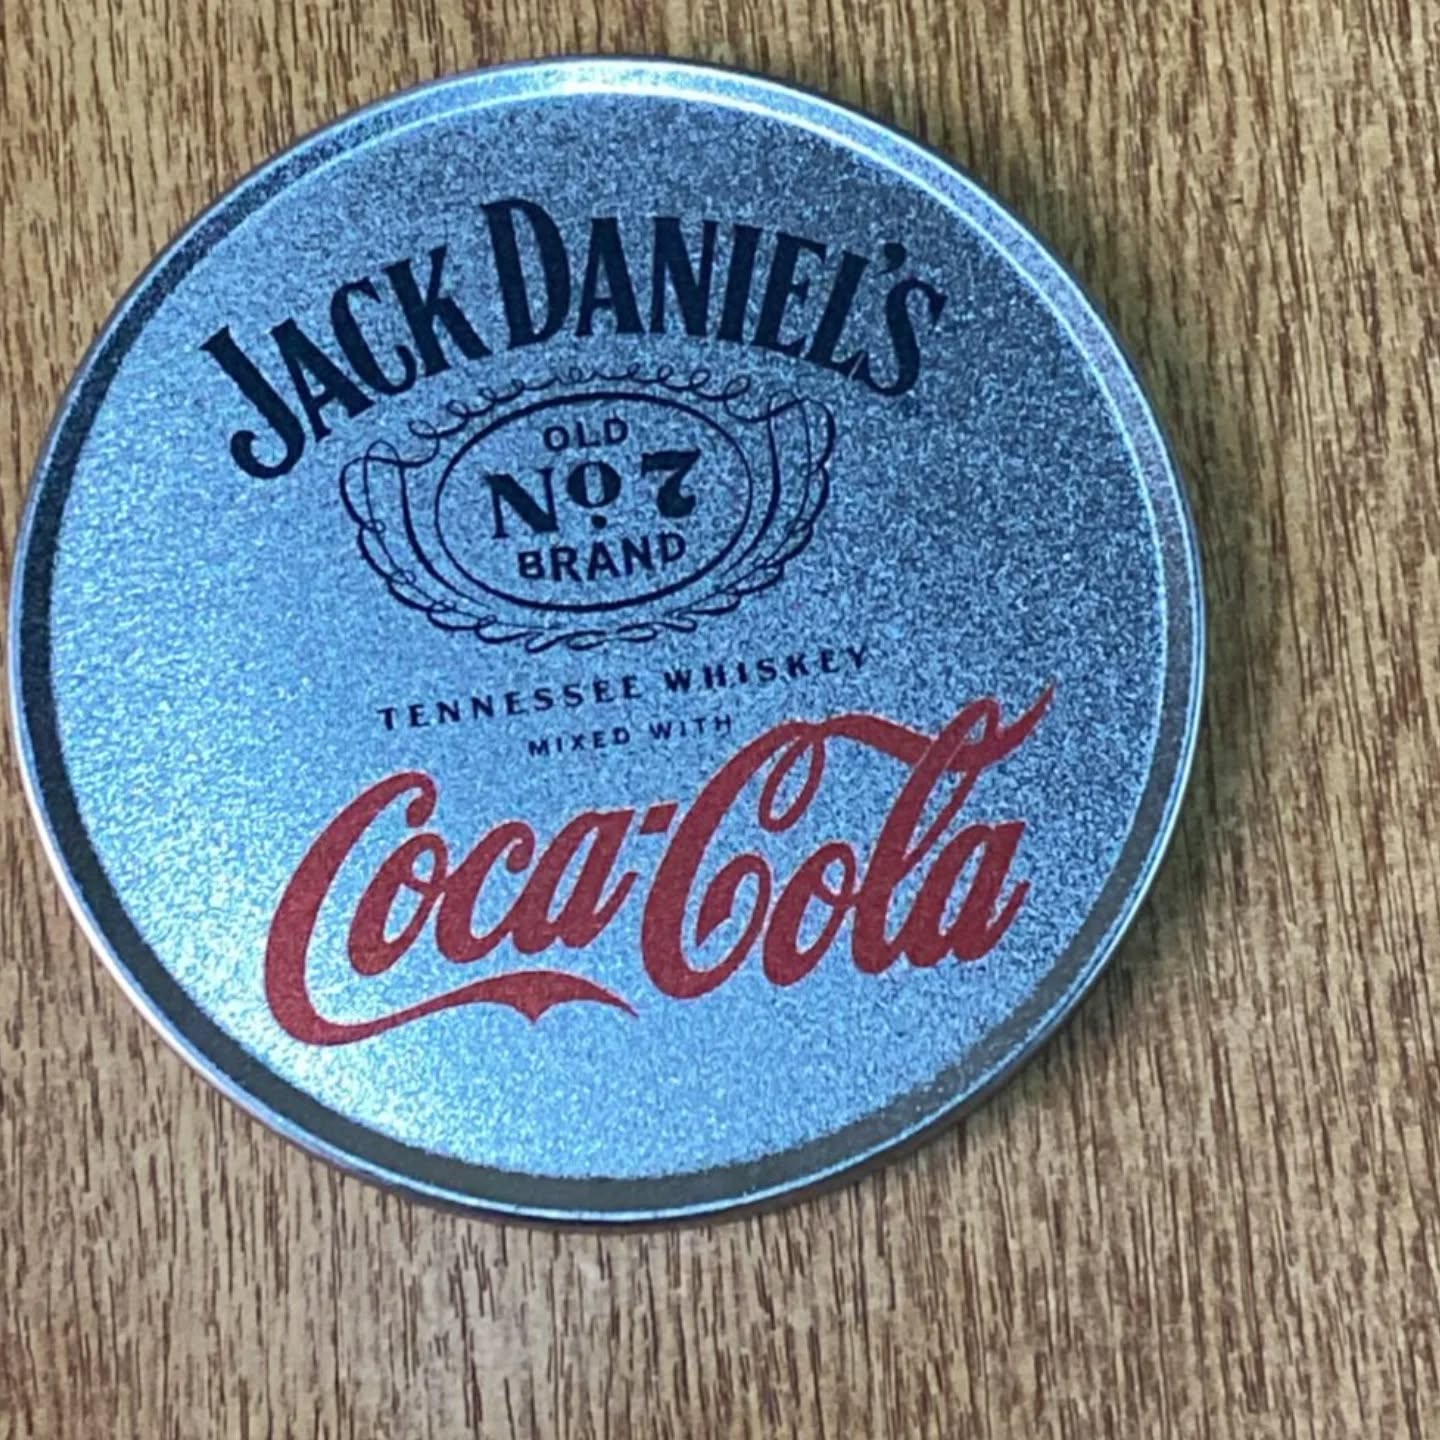 JACK DANIEL'S
OLD
No. 7
BRAND
TENNESSEE WHISKEY
MIXED WITH
Coca-Cola